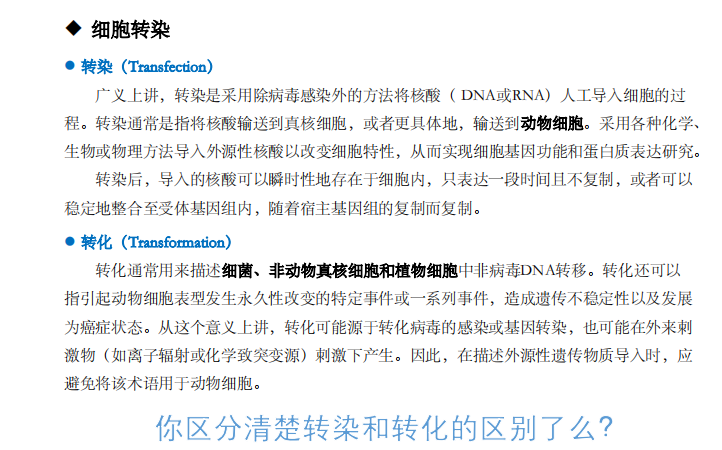 ◆ 细胞转染
● 转染（Transfection）
广义上讲，转染是采用除病毒感染外的方法将核酸（ DNA或RNA）人工导入细胞的过
程。转染通常是指将核酸输送到真核细胞，或者更具体地，输送到动物细胞。采用各种化学、
生物或物理方法导入外源性核酸以改变细胞特性，从而实现细胞基因功能和蛋白质表达研究。
转染后，导入的核酸可以瞬时性地存在于细胞内，只表达一段时间且不复制，或者可以
稳定地整合至受体基因组内，随着宿主基因组的复制而复制。
● 转化（Transformation）
转化通常用来描述细菌、非动物真核细胞和植物细胞中非病毒DNA转移。转化还可以
指引起动物细胞表型发生永久性改变的特定事件或一系列事件，造成遗传不稳定性以及发展
为癌症状态。从这个意义上讲，转化可能源于转化病毒的感染或基因转染，也可能在外来刺
激物（如离子辐射或化学致突变源）刺激下产生。因此，在描述外源性遗传物质导入时，应
避免将该术语用于动物细胞。
你区分清楚转染和转化的区别了么?